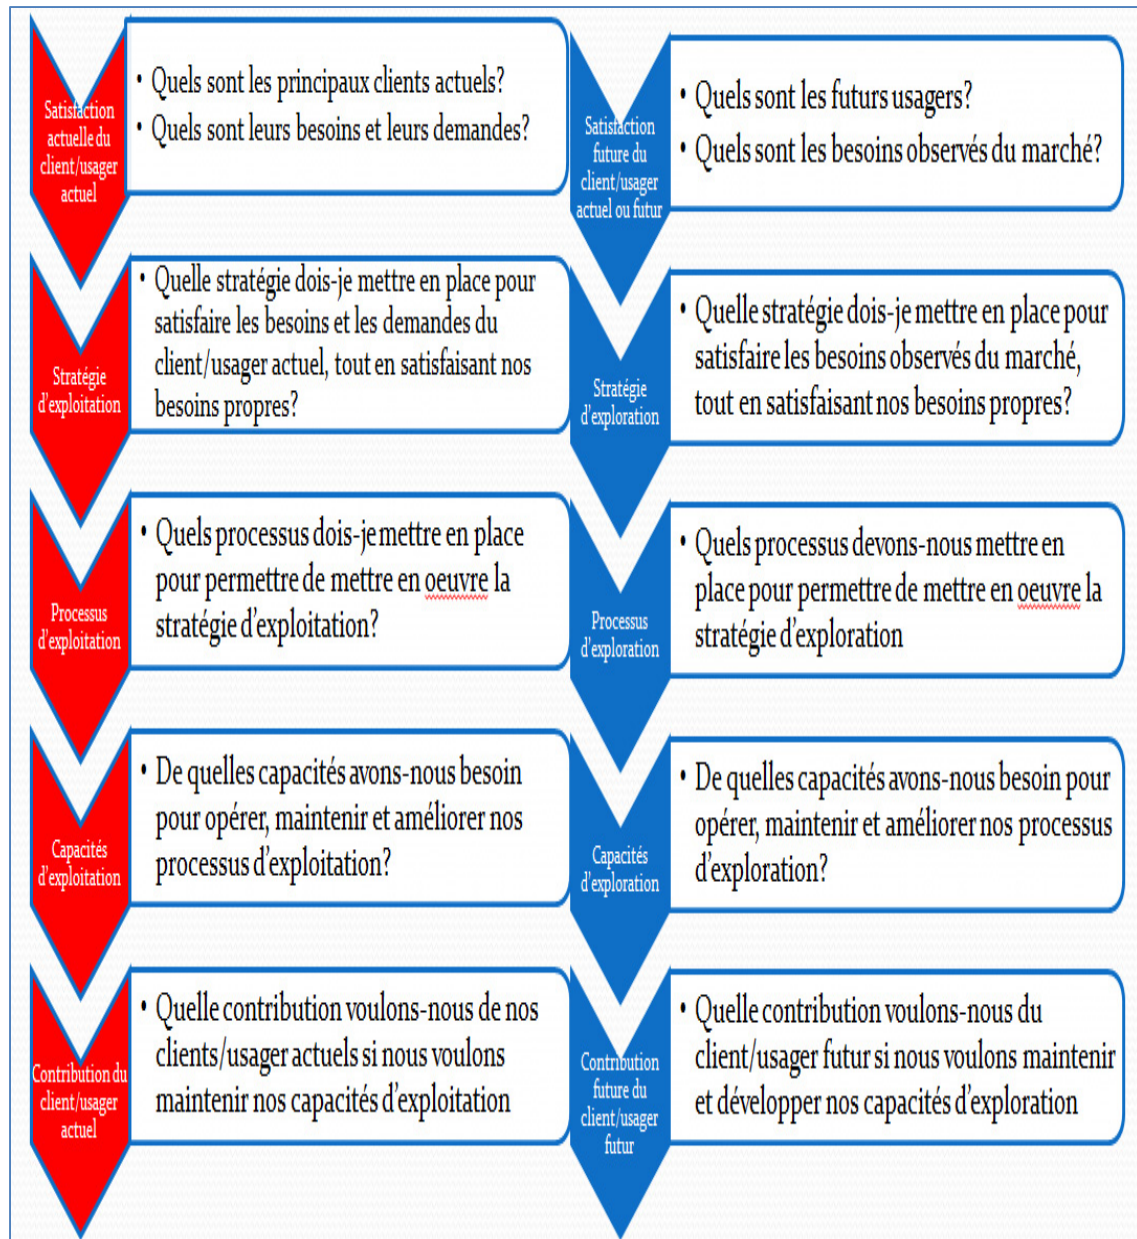 Satisfaction
actuelle du
client/usager
actuel
• Quels sont les principaux clients actuels?
• Quels sont leurs besoins et leurs demandes?
Satisfaction
future du
client/usager
actuel ou futur
• Quels sont les futurs usagers?
• Quels sont les besoins observés du marché?
Stratégie
d'exploitation
• Quelle stratégie dois-je mettre en place pour
satisfaire les besoins et les demandes du
client/usager actuel, tout en satisfaisant nos
besoins propres?
Stratégie
d'exploration
• Quelle stratégie dois-je mettre en place pour
satisfaire les besoins observés du marché,
tout en satisfaisant nos besoins propres?
Processus
d'exploitation
• Quels processus dois-je mettre en place
pour permettre de mettre en oeuvre la
stratégie d'exploitation?
Processus
d'exploration
• Quels processus devons-nous mettre en
place pour permettre de mettre en oeuvre la
stratégie d'exploration
Capacités
d'exploitation
• De quelles capacités avons-nous besoin
pour opérer, maintenir et améliorer nos
processus d'exploitation?
Capacités
d'exploration
• De quelles capacités avons-nous besoin pour
opérer, maintenir et améliorer nos processus
d'exploration?
Contribution du
client/usager
actuel
• Quelle contribution voulons-nous de nos
clients/usager actuels si nous voulons
maintenir nos capacités d'exploitation
Contribution
future du
client/usager
futur
• Quelle contribution voulons-nous du
client/usager futur si nous voulons maintenir
et développer nos capacités d'exploration